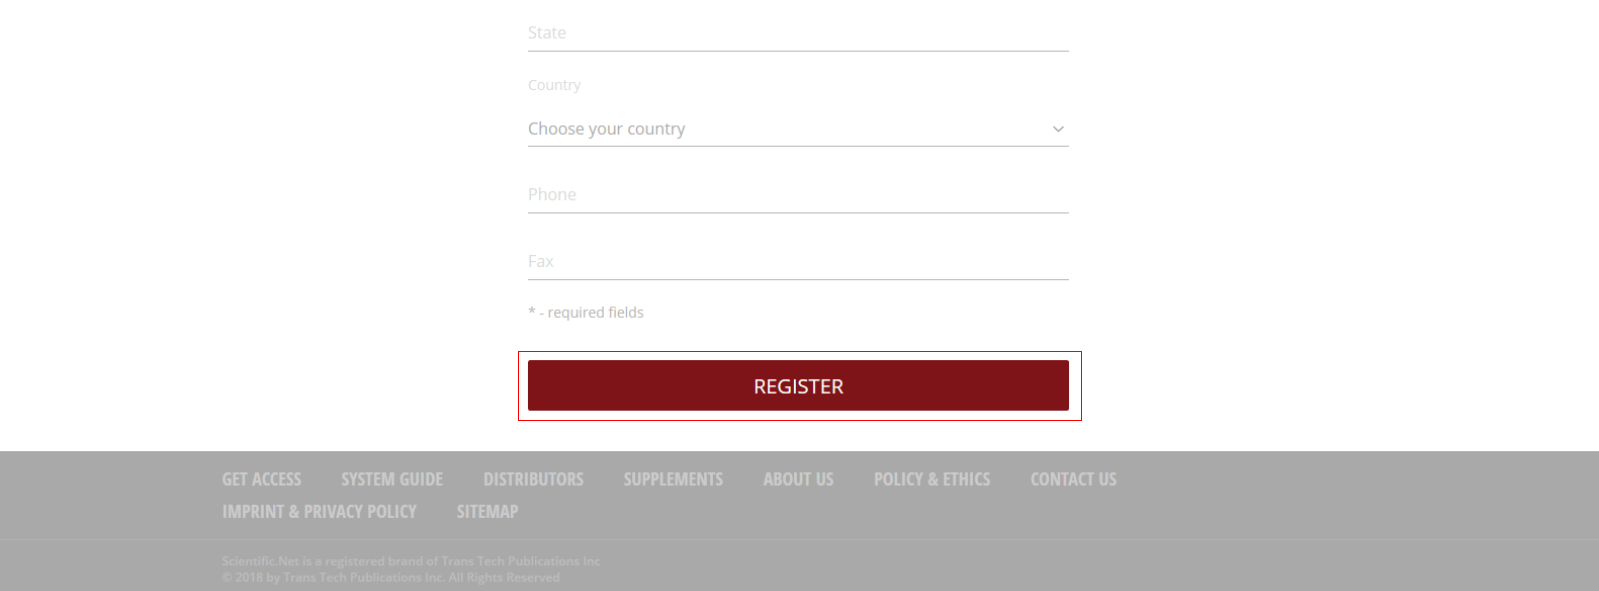 State
Country
Choose your country
Phone
Fax
* - required fields
REGISTER
GET ACCESS SYSTEM GUIDE DISTRIBUTORS SUPPLEMENTS ABOUT US POLICY & ETHICS CONTACT US
IMPRINT & PRIVACY POLICY SITEMAP
Scientific.Net is a registered brand of Trans Tech Publications Inc
© 2018 by Trans Tech Publications Inc. All Rights Reserved